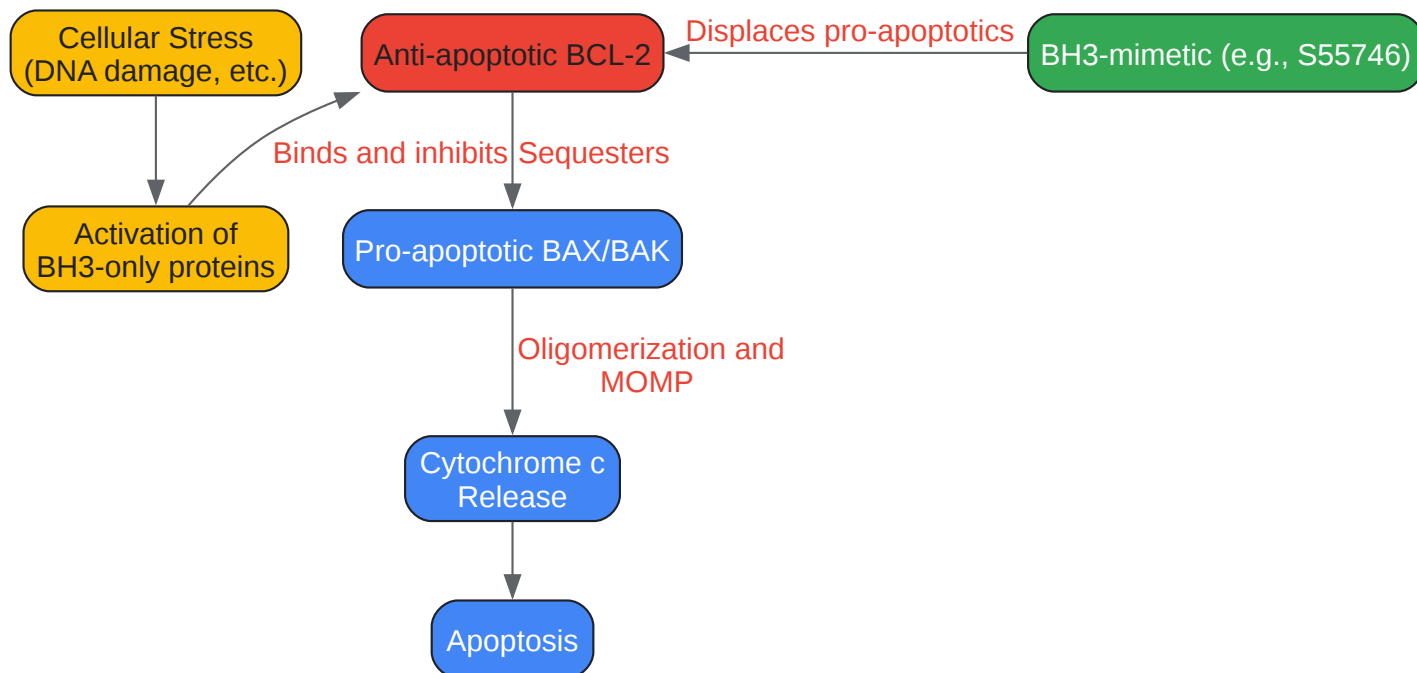 Cellular Stress
(DNA damage, etc.)
Anti-apoptotic BCL-2
Displaces pro-apoptotics
BH3-mimetic (e.g., S55746)
Binds and inhibits
Sequesters
Activation of
BH3-only proteins
Pro-apoptotic BAX/BAK
Oligomerization and
MOMP
Cytochrome c
Release
Apoptosis